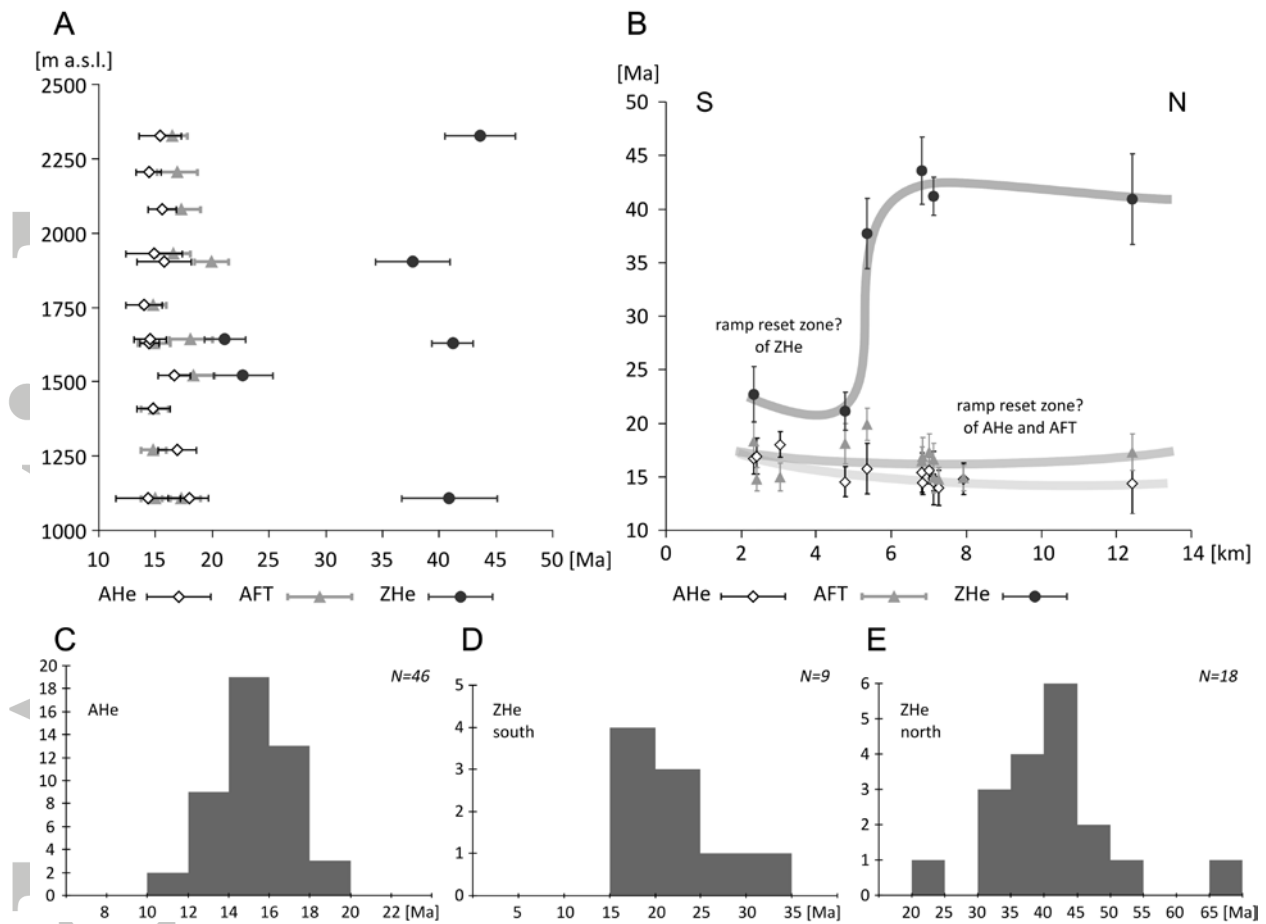 A
[m a.s.l.]
2500
2250
2000
1750
1500
1250
1000
10 15 20 25 30 35 40 45 50 [Ma]
AHe AFT ZHe
B
[Ma]
S N
50
45
40
35
30
25
20
15
10
ramp reset zone?
of ZHe
ramp reset zone?
of AHe and AFT
0 2 4 6 8 10 12 14 [km]
AHe AFT ZHe
C
20
18
16
14
12
10
8
6
4
2
0
N=46
AHe
8 10 12 14 16 18 20 22 [Ma]
D
5
4
3
2
1
0
N=9
ZHe
south
5 10 15 20 25 30 35 [Ma]
E
6
5
4
3
2
1
0
N=18
ZHe
north
15 20 25 30 35 40 45 50 55 60 65 [Ma]